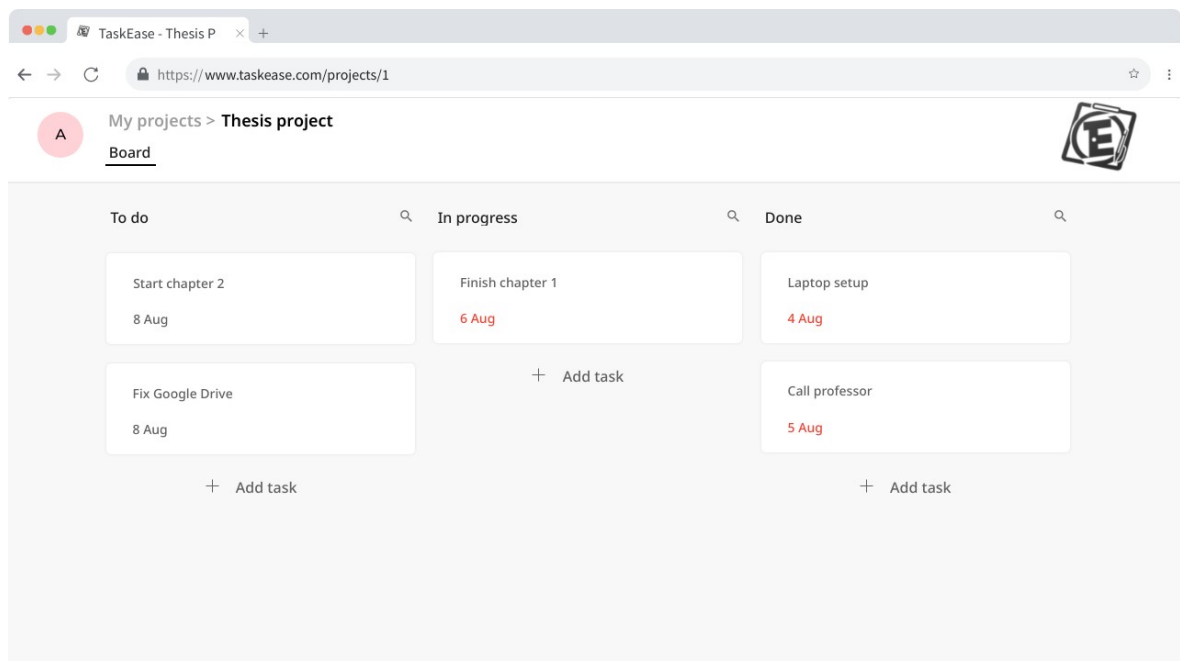 TaskEase - Thesis P
https://www.taskease.com/projects/1
A
My projects > Thesis project
Board
E
To do
Start chapter 2
8 Aug
Fix Google Drive
8 Aug
+ Add task
In progress
Finish chapter 1
6 Aug
+ Add task
Done
Laptop setup
4 Aug
Call professor
5 Aug
+ Add task